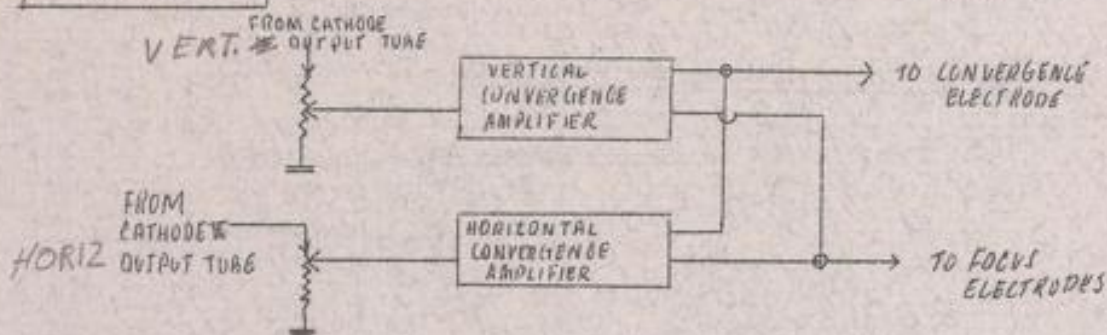 FROM CATHODE
VERT. OUTPUT TUBE
VERTICAL
CONVERGENCE
AMPLIFIER
TO CONVERGENCE
ELECTRODE
FROM
CATHODE
HORIZ OUTPUT TUBE
HORIZONTAL
CONVERGENCE
AMPLIFIER
TO FOCUS
ELECTRODES